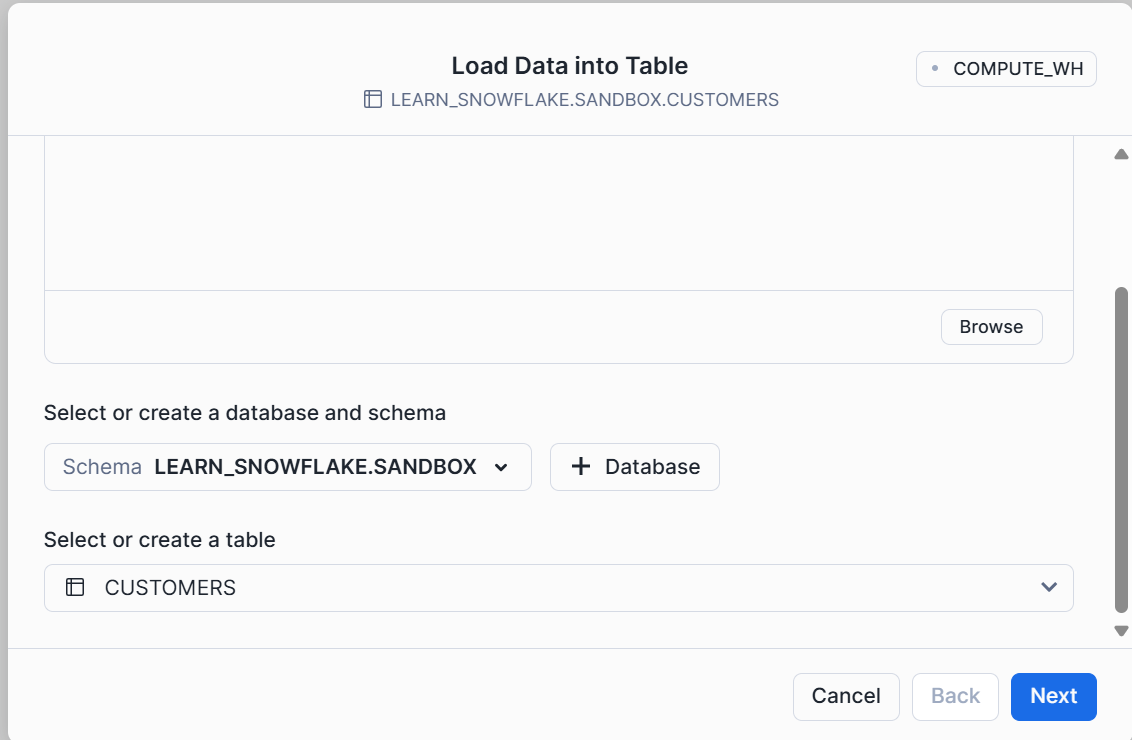 Load Data into Table
COMPUTE_WH
LEARN_SNOWFLAKE.SANDBOX.CUSTOMERS
Browse
Select or create a database and schema
Schema LEARN_SNOWFLAKE.SANDBOX
+ Database
Select or create a table
CUSTOMERS
Cancel Back Next